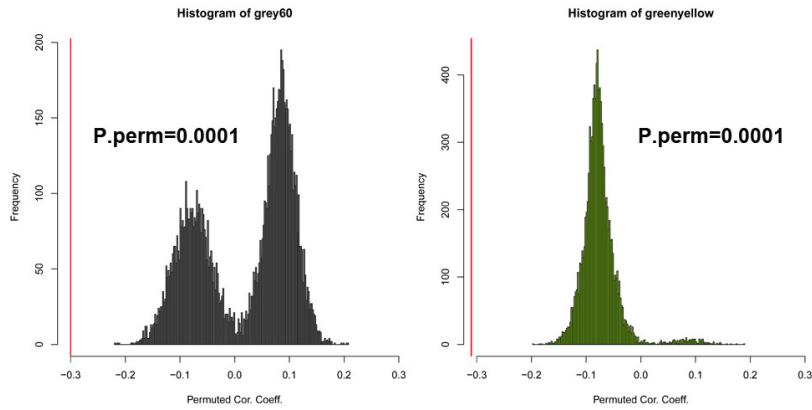 Histogram of grey60
Frequency
0 50 100 150 200
P.perm=0.0001
−0.3 −0.2 −0.1 0.0 0.1 0.2 0.3
Permuted Cor. Coeff.
Histogram of greenyellow
Frequency
0 100 200 300 400
P.perm=0.0001
−0.3 −0.2 −0.1 0.0 0.1 0.2 0.3
Permuted Cor. Coeff.